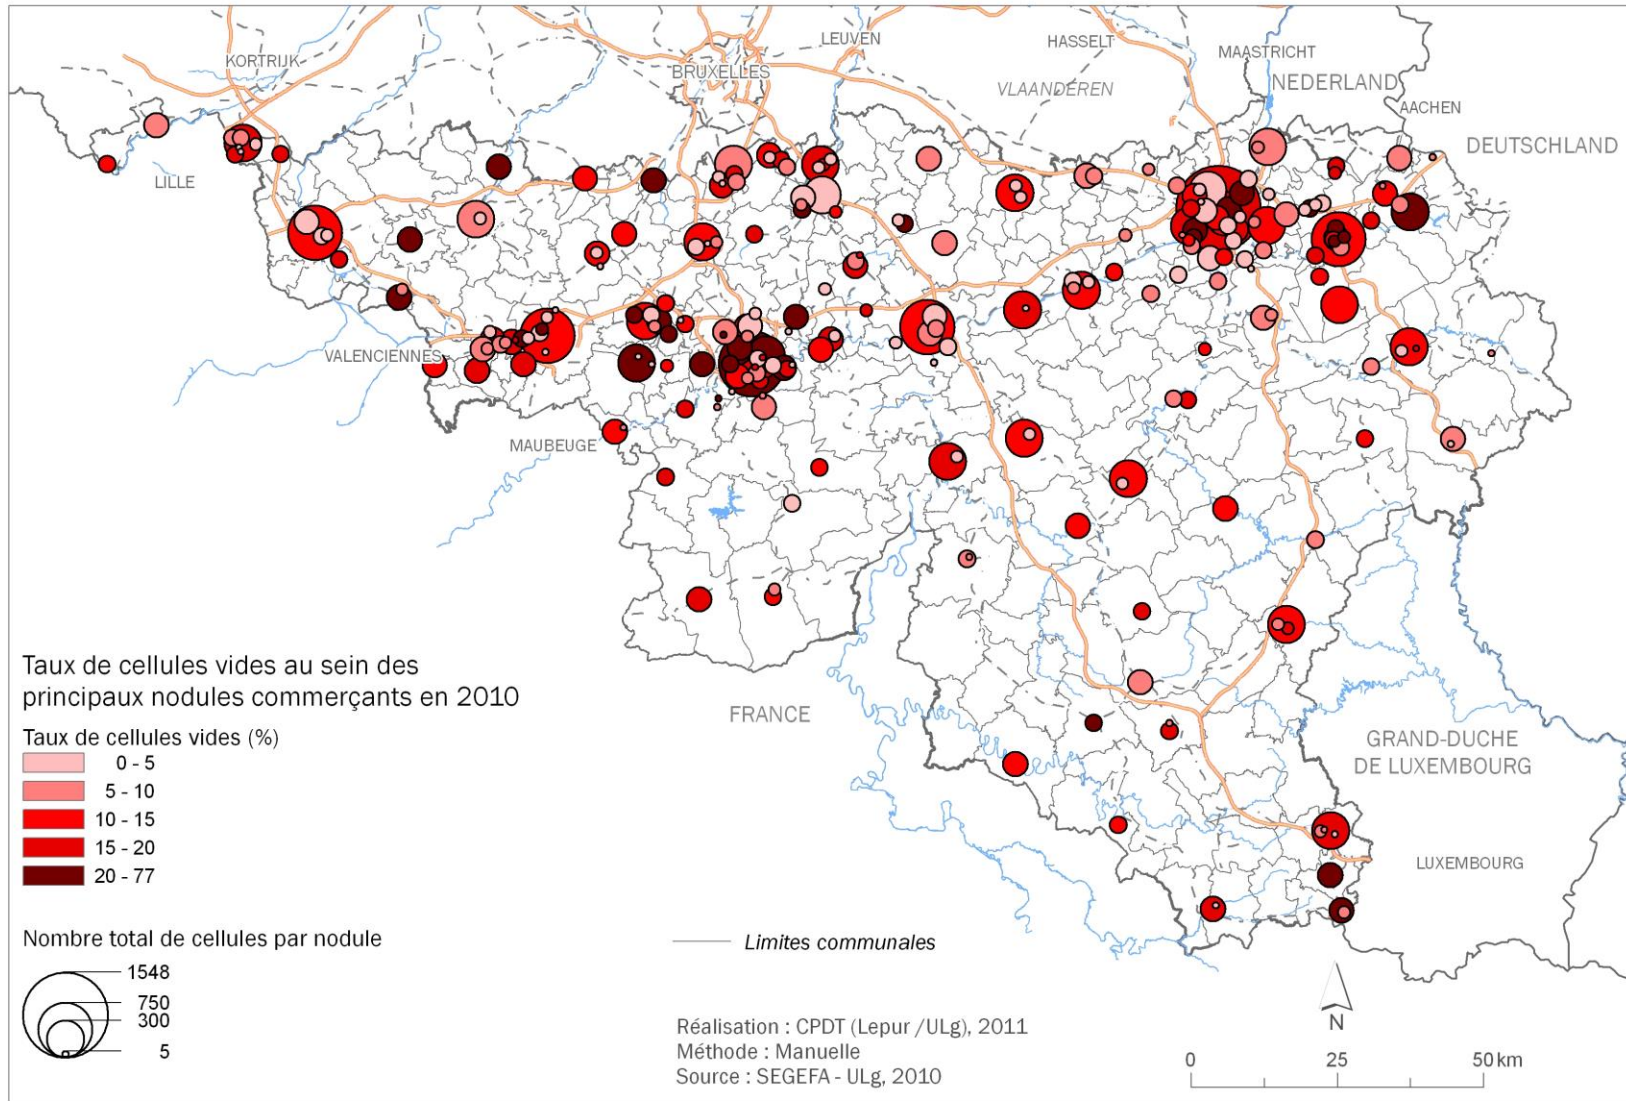 LEUVEN
HASSELT
MAASTRICHT
KORTRIJK
BRUXELLES
NEDERLAND
VLAANDEREN
AACHEN
DEUTSCHLAND
LILLE
VALENCIENNES
MAUBEUGE
FRANCE
GRAND-DUCHE
DE LUXEMBOURG
LUXEMBOURG
Taux de cellules vides au sein des
principaux nodules commerçants en 2010
Taux de cellules vides (%)
0 - 5
5 - 10
10 - 15
15 - 20
20 - 77
Nombre total de cellules par nodule
1548
750
300
5
Limites communales
Réalisation : CPDT (Lepur /ULg), 2011
Méthode : Manuelle
Source : SEGEFA - ULg, 2010
N
0 25 50 km